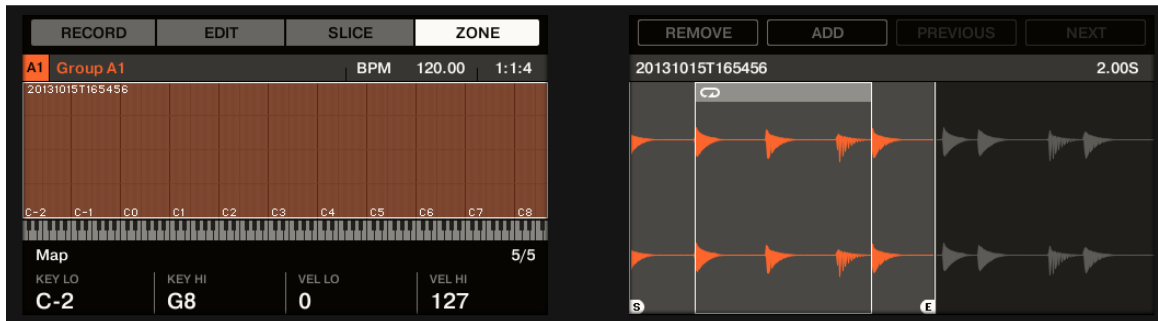 RECORD EDIT SLICE ZONE
A1 Group A1 BPM 120.00 1:1:4
20131015T165456
C-2 C-1 C0 C1 C2 C3 C4 C5 C6 C7 C8
Map 5/5
KEY LO KEY HI VEL LO VEL HI
C-2 G8 0 127
REMOVE ADD PREVIOUS NEXT
20131015T165456 2.00S
S E